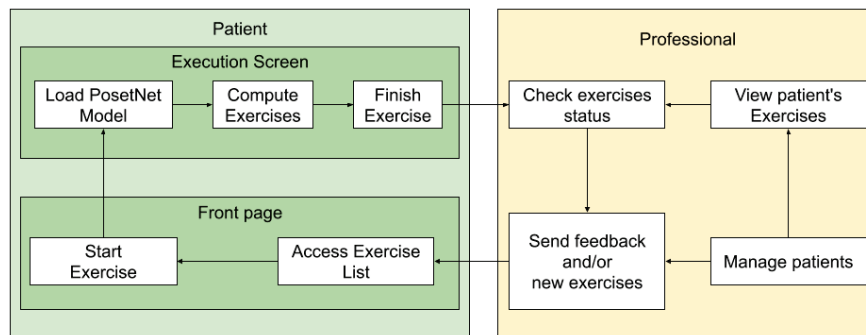 Patient
Execution Screen
Load PosetNet
Model
Compute
Exercises
Finish
Exercise
Front page
Start
Exercise
Access Exercise
List
Professional
Check exercises
status
View patient's
Exercises
Send feedback
and/or
new exercises
Manage patients